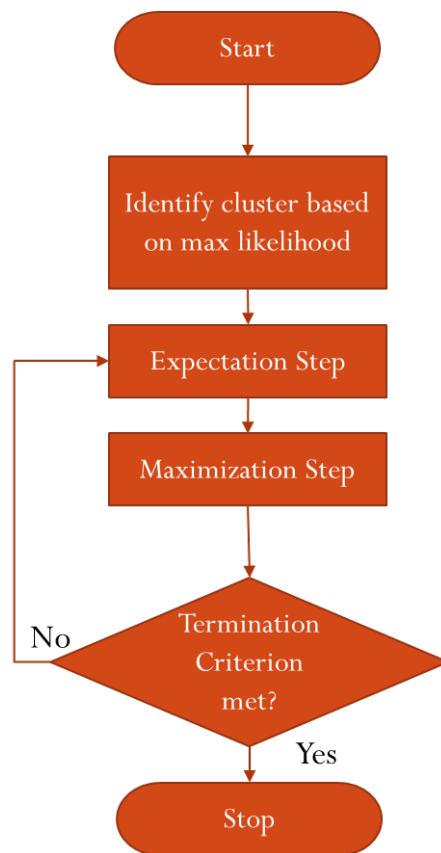 Start
Identify cluster based
on max likelihood
Expectation Step
Maximization Step
Termination
Criterion
met?
No
Yes
Stop